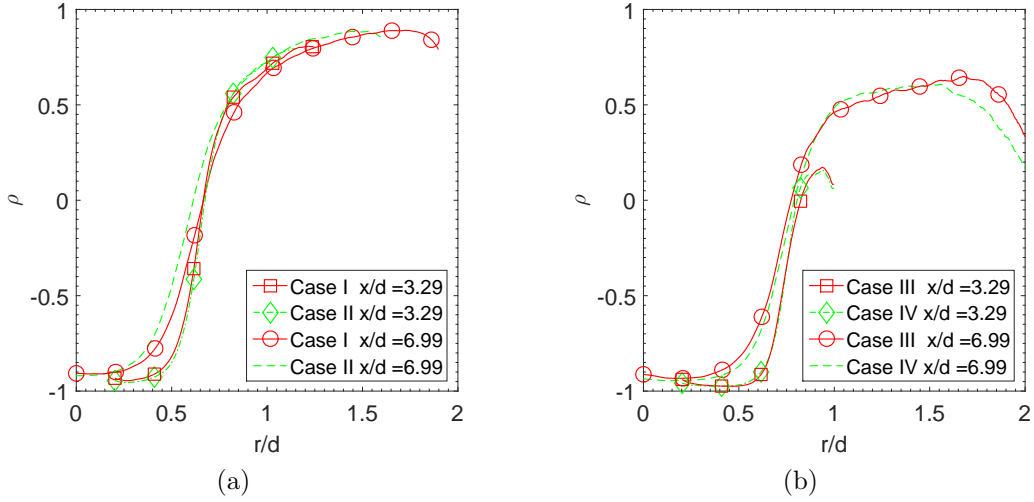 1
0.5
0
-0.5
-1
ρ
0
0.5
1
1.5
2
r/d
Case I x/d =3.29
Case II x/d =3.29
Case I x/d =6.99
Case II x/d =6.99
(a)
1
0.5
0
-0.5
-1
ρ
0
0.5
1
1.5
2
r/d
Case III x/d =3.29
Case IV x/d =3.29
Case III x/d =6.99
Case IV x/d =6.99
(b)